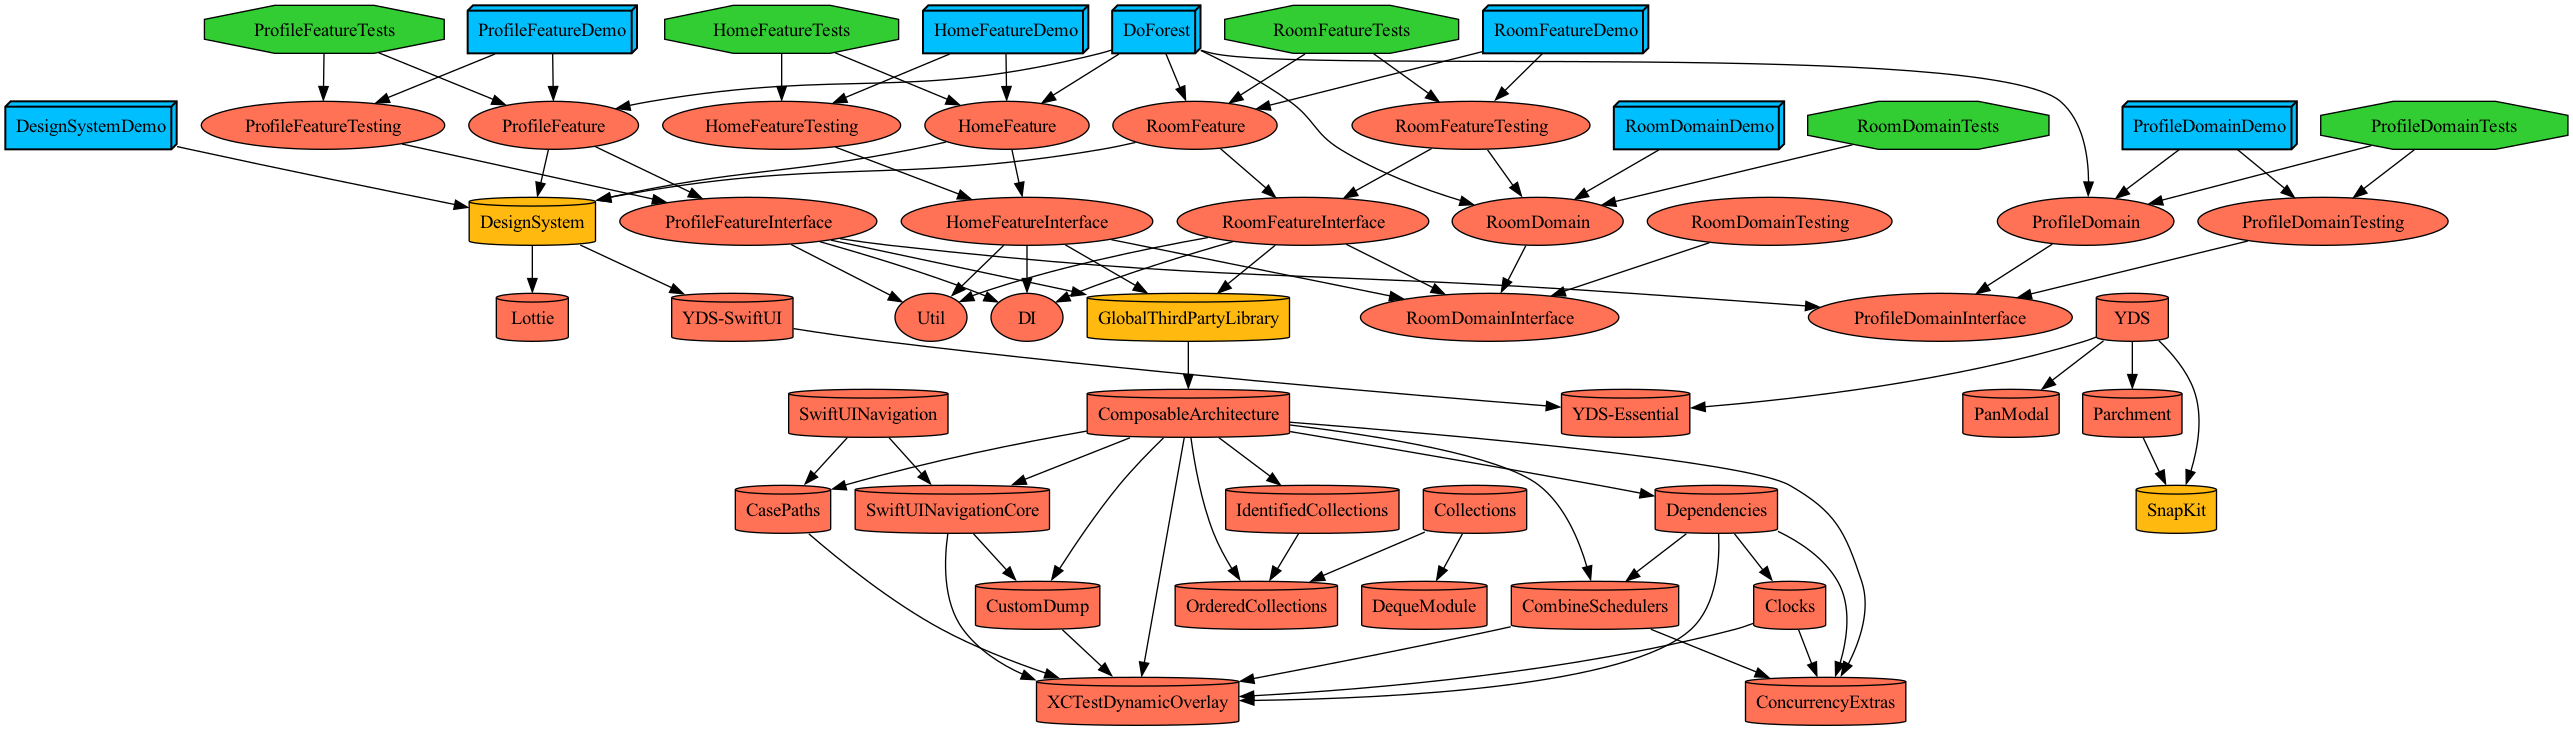 ProfileFeatureTests
ProfileFeatureDemo
HomeFeatureTests
HomeFeatureDemo
DoForest
RoomFeatureTests
RoomFeatureDemo
DesignSystemDemo
ProfileFeatureTesting
ProfileFeature
HomeFeatureTesting
HomeFeature
RoomFeature
RoomFeatureTesting
RoomDomainDemo
RoomDomainTests
ProfileDomainDemo
ProfileDomainTests
DesignSystem
ProfileFeatureInterface
HomeFeatureInterface
RoomFeatureInterface
RoomDomain
RoomDomainTesting
ProfileDomain
ProfileDomainTesting
Lottie
YDS-SwiftUI
Util
DI
GlobalThirdPartyLibrary
RoomDomainInterface
ProfileDomainInterface
YDS
SwiftUINavigation
ComposableArchitecture
YDS-Essential
PanModal
Parchment
CasePaths
SwiftUINavigationCore
IdentifiedCollections
Collections
Dependencies
SnapKit
CustomDump
OrderedCollections
DequeModule
CombineSchedulers
Clocks
XCTestDynamicOverlay
ConcurrencyExtras